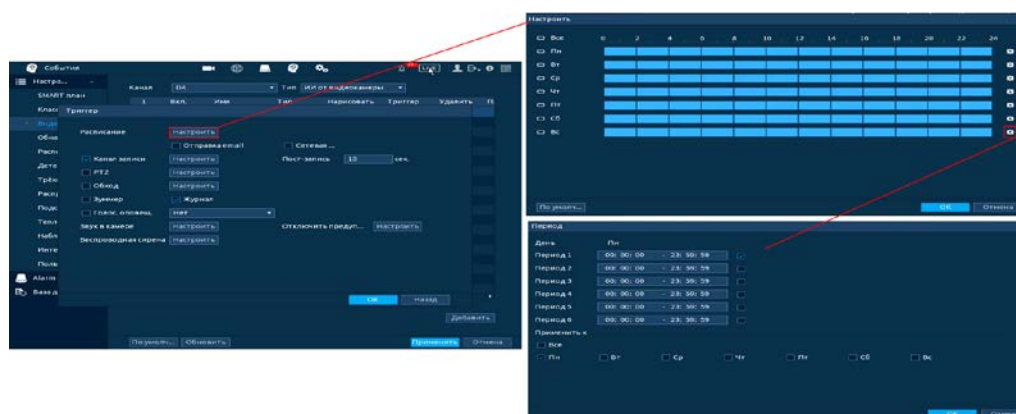 События
LIVE
Настро...
SMART план
Канал D4 Тип ИИ от видеокамеры
1 Вкл. Имя Тип Нарисовать Триггер Удалить
Триггер
Расписание Настроить
Отправка email Сетевая ...
Канал записи Настроить Пост-запись 10 сек.
PTZ Настроить
Обход Настроить
Зуммер Журнал
Голос. оповещ. Нет
Звук в камере Настроить Отключить предуп... Настроить
Беспроводная сирена Настроить
Alarm
OK Назад
Добавить
По умолч... Обновить Применить Отмена
Настроить
Все 0 2 4 6 8 10 12 14 16 18 20 22 24
Пн
Вт
Ср
Чт
Пт
Сб
Вс
По умолч... OK Отмена
Период
День Пн
Период 1 00: 00: 00 - 23: 59: 59
Период 2 00: 00: 00 - 23: 59: 59
Период 3 00: 00: 00 - 23: 59: 59
Период 4 00: 00: 00 - 23: 59: 59
Период 5 00: 00: 00 - 23: 59: 59
Период 6 00: 00: 00 - 23: 59: 59
Применить к
Все
Пн Вт Ср Чт Пт Сб Вс